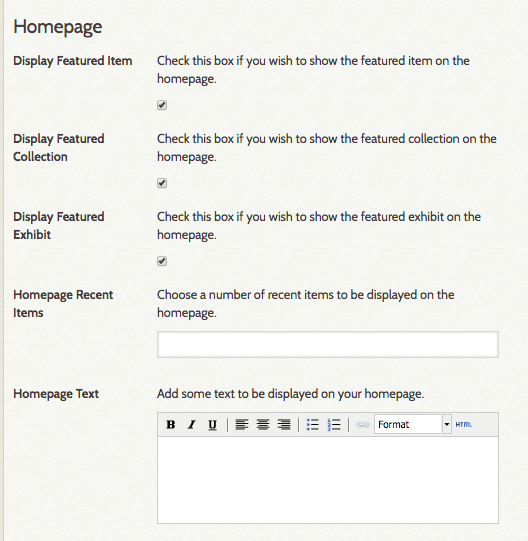 Homepage
Display Featured Item
Check this box if you wish to show the featured item on the
homepage.
Display Featured
Collection
Check this box if you wish to show the featured collection on the
homepage.
Display Featured
Exhibit
Check this box if you wish to show the featured exhibit on the
homepage.
Homepage Recent
Items
Choose a number of recent items to be displayed on the
homepage.
Homepage Text
Add some text to be displayed on your homepage.
B I U Format HTML